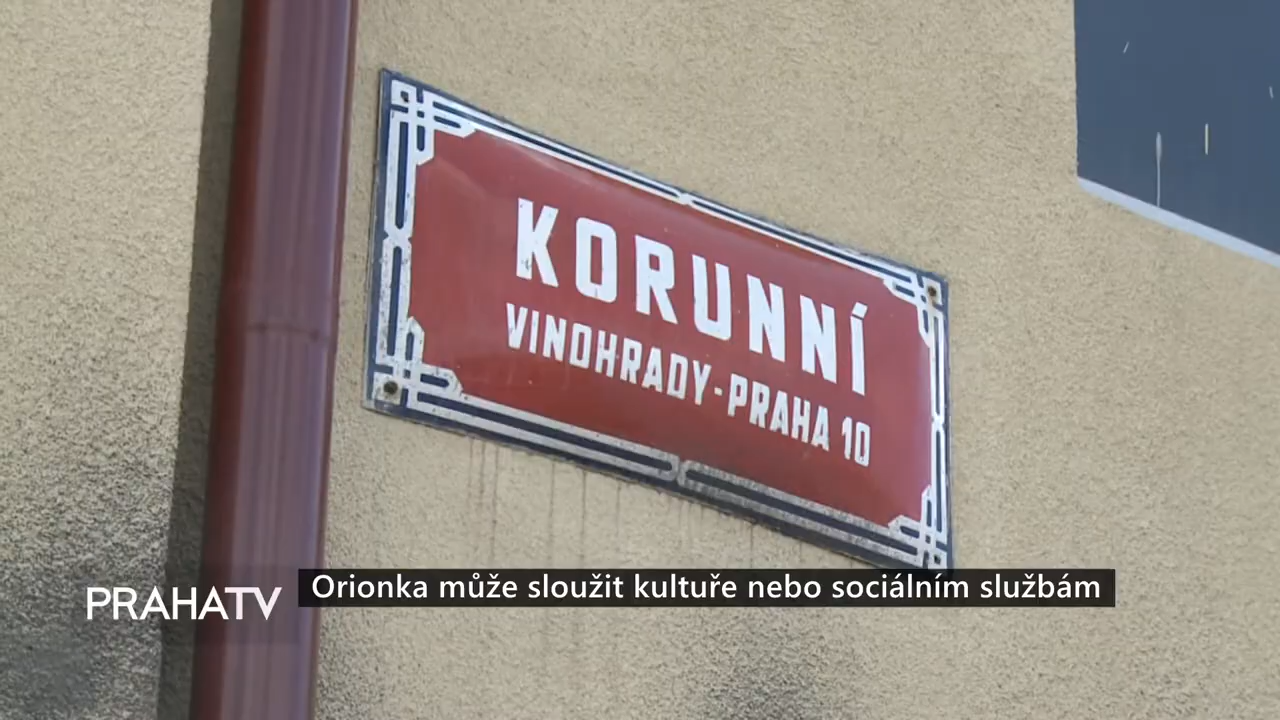 KORUNNÍ
VINOHRADY-PRAHA 10
PRAHATV
Orionka může sloužit kultuře nebo sociálním službám